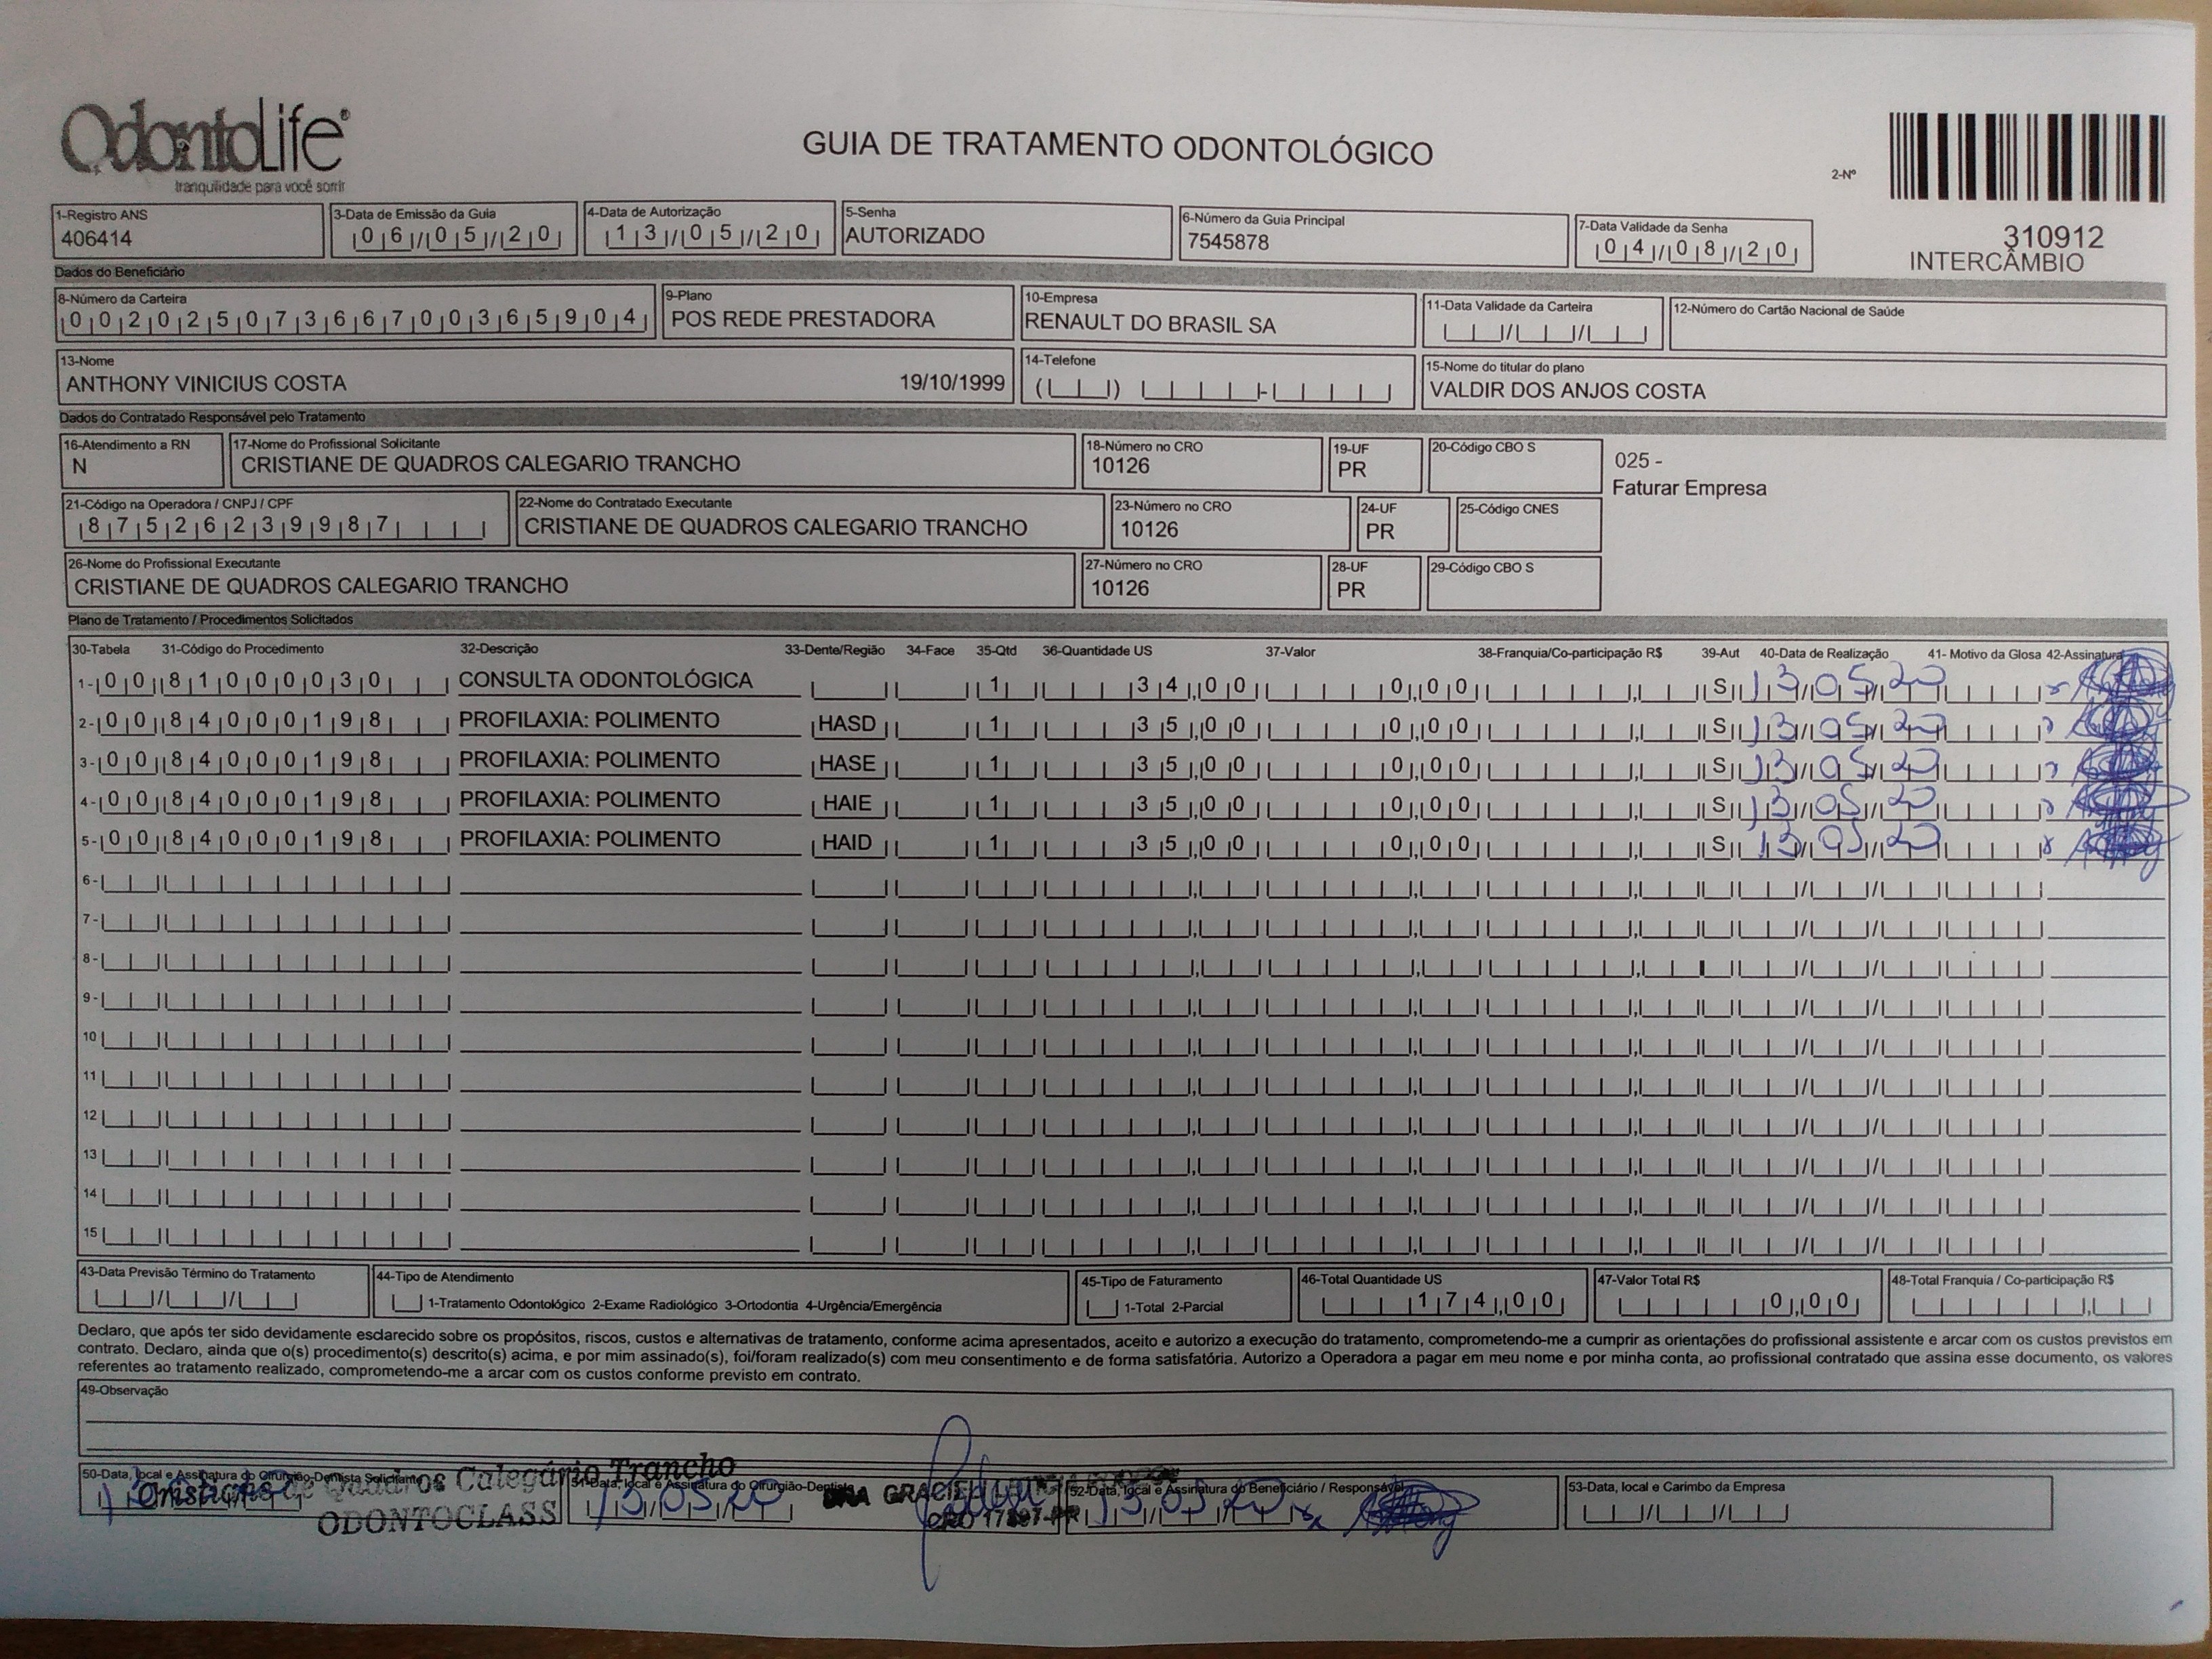 OdontoLife®
tranquilidade para você sorrir
GUIA DE TRATAMENTO ODONTOLÓGICO
2-Nº
310912
INTERCÂMBIO
1-Registro ANS
406414
3-Data de Emissão da Guia
06/05/20
4-Data de Autorização
13/05/20
5-Senha
AUTORIZADO
6-Número da Guia Principal
7545878
7-Data Validade da Senha
04/08/20
Dados do Beneficiário
8-Número da Carteira
00202507366700365904
9-Plano
POS REDE PRESTADORA
10-Empresa
RENAULT DO BRASIL SA
11-Data Validade da Carteira
12-Número do Cartão Nacional de Saúde
13-Nome
ANTHONY VINICIUS COSTA 19/10/1999
14-Telefone
15-Nome do titular do plano
VALDIR DOS ANJOS COSTA
Dados do Contratado Responsável pelo Tratamento
16-Atendimento a RN
N
17-Nome do Profissional Solicitante
CRISTIANE DE QUADROS CALEGARIO TRANCHO
18-Número no CRO
10126
19-UF
PR
20-Código CBO S
025 -
Faturar Empresa
21-Código na Operadora / CNPJ / CPF
87526239987
22-Nome do Contratado Executante
CRISTIANE DE QUADROS CALEGARIO TRANCHO
23-Número no CRO
10126
24-UF
PR
25-Código CNES
26-Nome do Profissional Executante
CRISTIANE DE QUADROS CALEGARIO TRANCHO
27-Número no CRO
10126
28-UF
PR
29-Código CBO S
Plano de Tratamento / Procedimentos Solicitados
30-Tabela 31-Código do Procedimento 32-Descrição 33-Dente/Região 34-Face 35-Qtd 36-Quantidade US 37-Valor 38-Franquia/Co-participação R$ 39-Aut 40-Data de Realização 41- Motivo da Glosa 42-Assinatura
1- 00 81000030 CONSULTA ODONTOLÓGICA 1 34,00 0,00 S 13/05/20
2- 00 84000198 PROFILAXIA: POLIMENTO HASD 1 35,00 0,00 S 13/05/20
3- 00 84000198 PROFILAXIA: POLIMENTO HASE 1 35,00 0,00 S 13/05/20
4- 00 84000198 PROFILAXIA: POLIMENTO HAIE 1 35,00 0,00 S 13/05/20
5- 00 84000198 PROFILAXIA: POLIMENTO HAID 1 35,00 0,00 S 13/05/20
6-
7-
8-
9-
10
11
12
13
14
15
43-Data Previsão Término do Tratamento
44-Tipo de Atendimento
1-Tratamento Odontológico 2-Exame Radiológico 3-Ortodontia 4-Urgência/Emergência
45-Tipo de Faturamento
1-Total 2-Parcial
46-Total Quantidade US
174,00
47-Valor Total R$
0,00
48-Total Franquia / Co-participação R$
Declaro, que após ter sido devidamente esclarecido sobre os propósitos, riscos, custos e alternativas de tratamento, conforme acima apresentados, aceito e autorizo a execução do tratamento, comprometendo-me a cumprir as orientações do profissional assistente e arcar com os custos previstos em
contrato. Declaro, ainda que o(s) procedimento(s) descrito(s) acima, e por mim assinado(s), foi/foram realizado(s) com meu consentimento e de forma satisfatória. Autorizo a Operadora a pagar em meu nome e por minha conta, ao profissional contratado que assina esse documento, os valores
referentes ao tratamento realizado, comprometendo-me a arcar com os custos conforme previsto em contrato.
49-Observação
50-Data, local e Assinatura do Cirurgião-Dentista Solicitante
Cristiane de Quadros Calegário Trancho
ODONTOCLASS
51-Data, local e Assinatura do Cirurgião-Dentista
13/05/20
52-Data, local e Assinatura do Beneficiário / Responsável
13/05/20
53-Data, local e Carimbo da Empresa